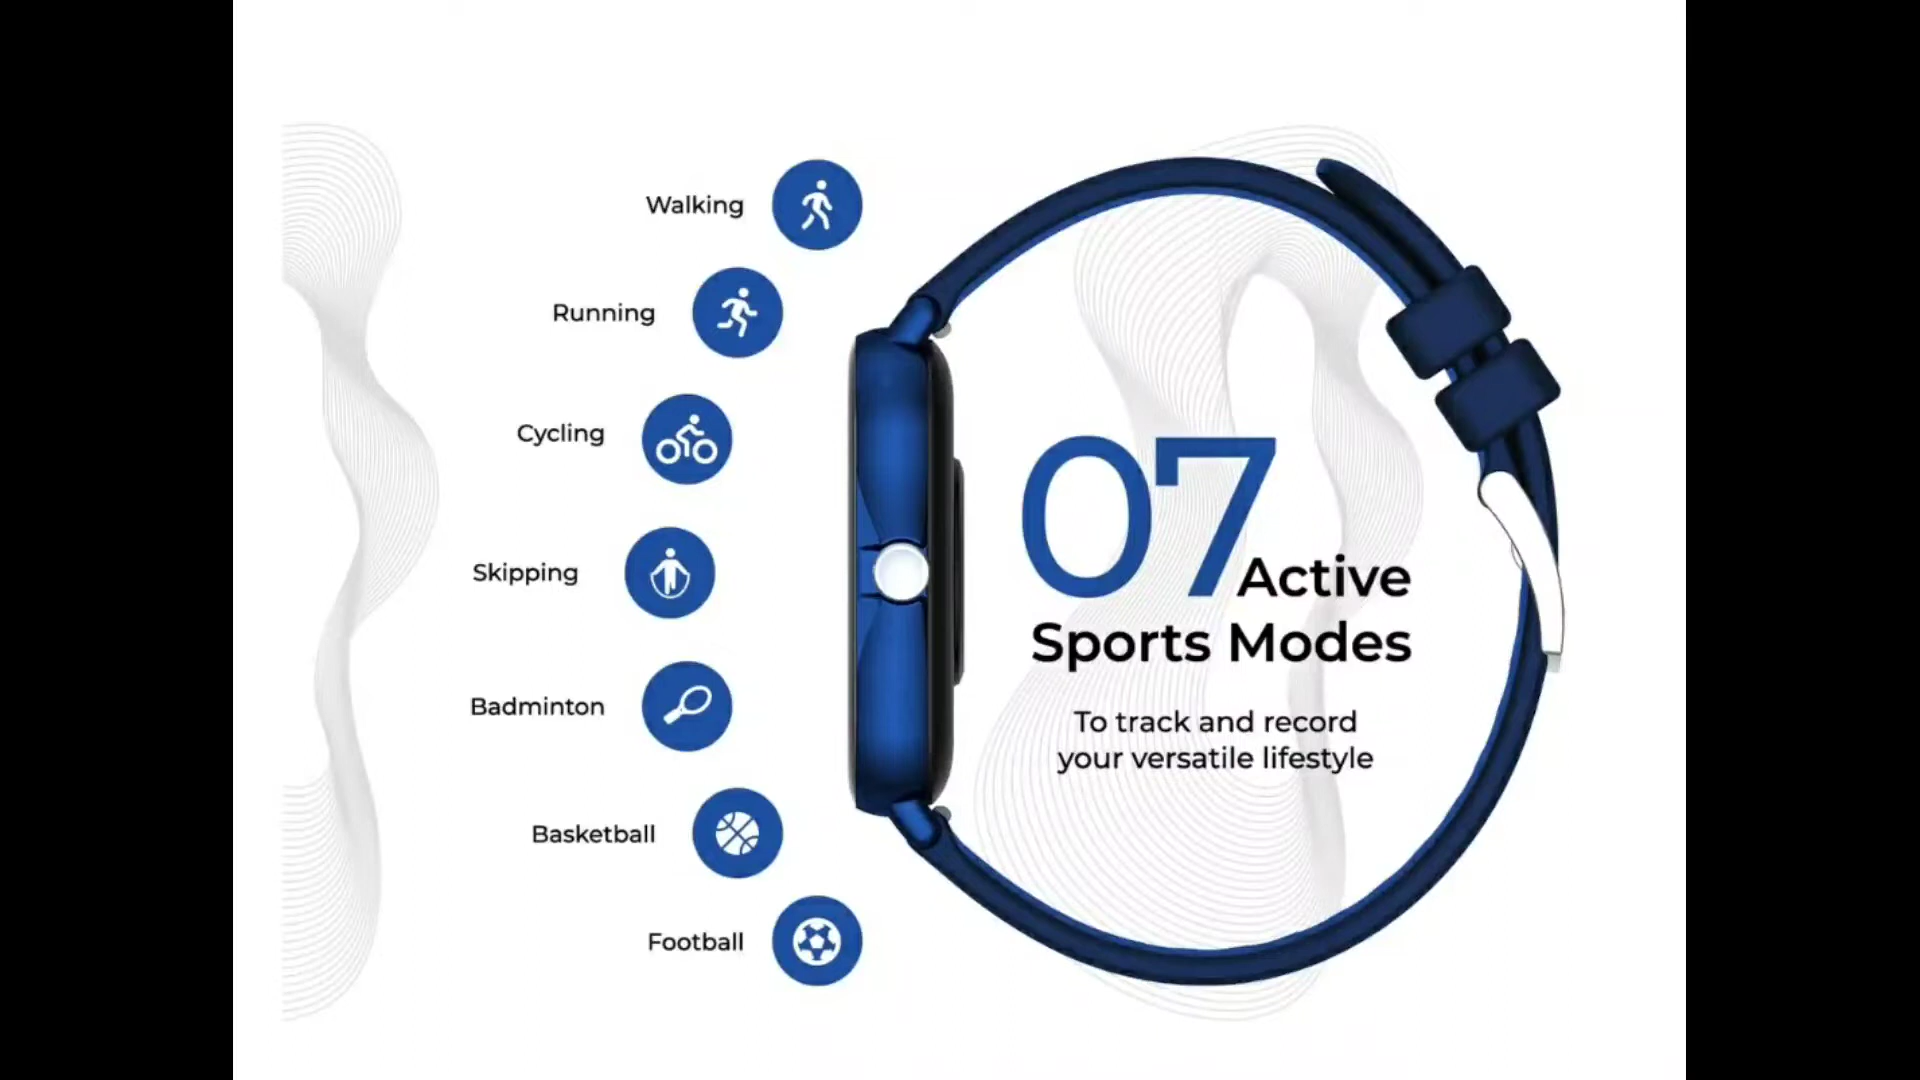 Walking
Running
Cycling
Skipping
Badminton
Basketball
Football
07 Active
Sports Modes
To track and record
your versatile lifestyle